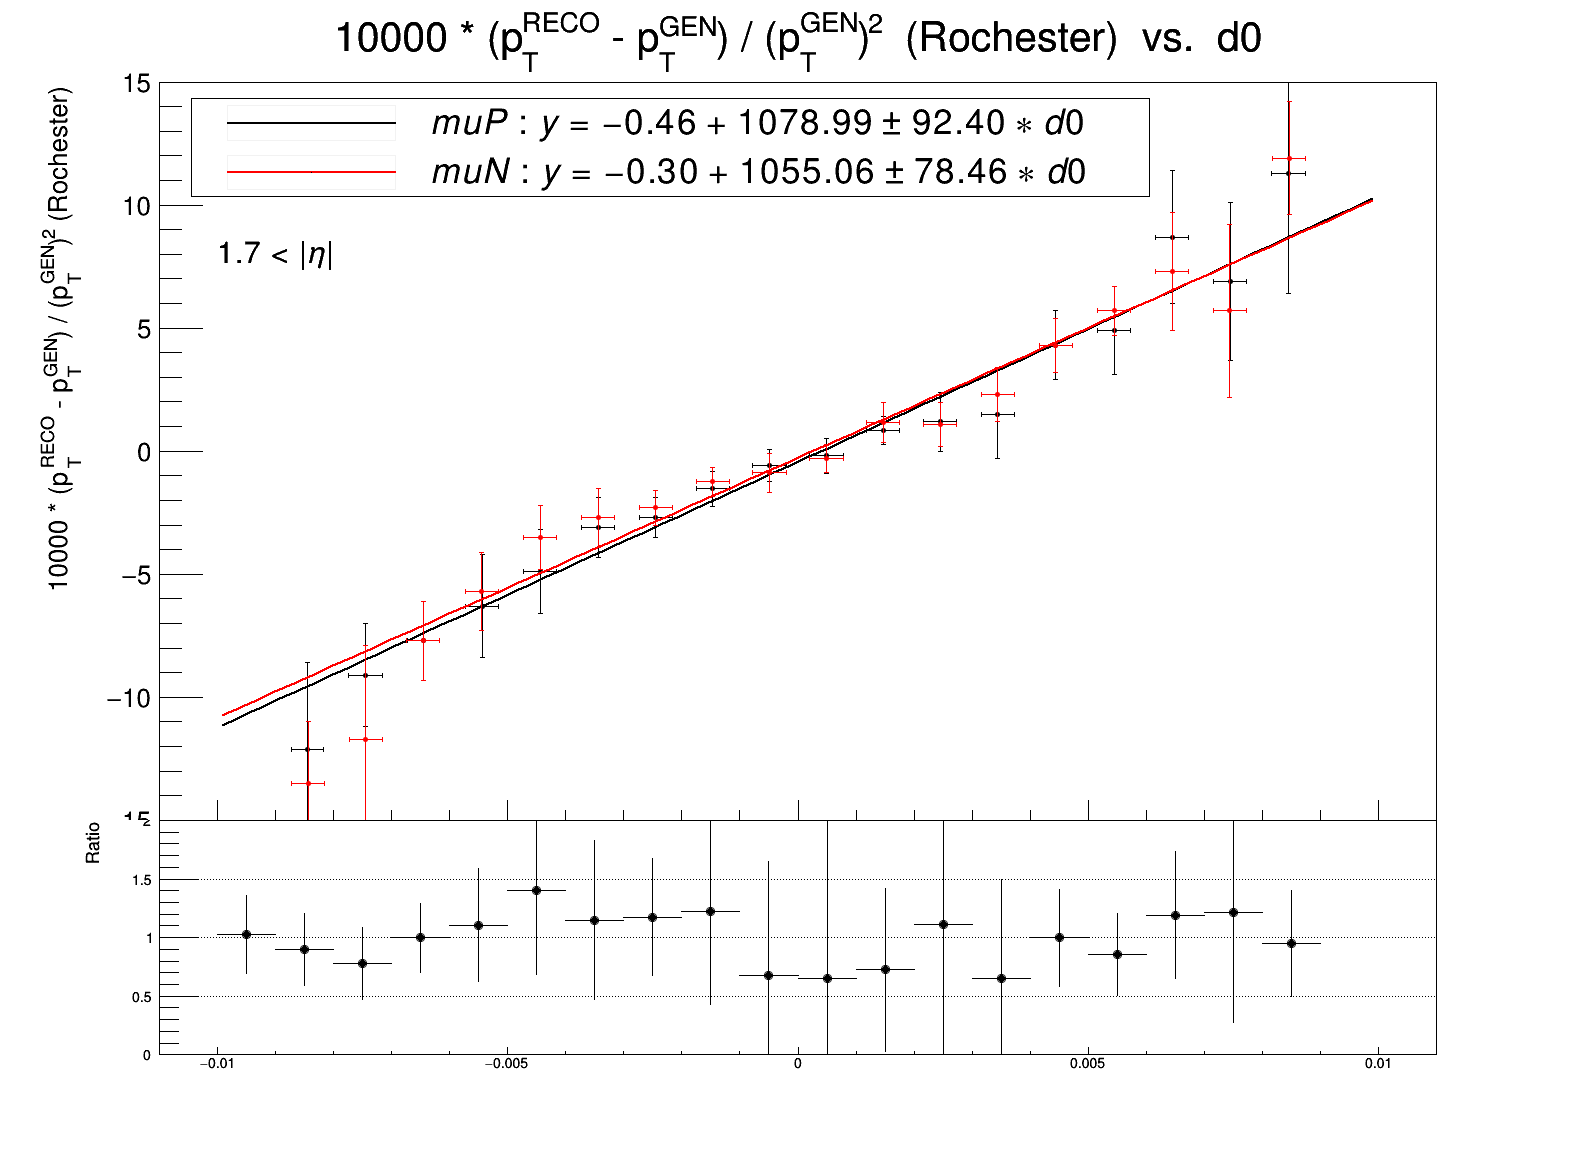 10000 * (p_T^RECO - p_T^GEN) / (p_T^GEN)^2 (Rochester) vs. d0
10000 * (p_T^RECO - p_T^GEN) / (p_T^GEN)^2 (Rochester)
muP : y = −0.46 + 1078.99 ± 92.40 * d0
muN : y = −0.30 + 1055.06 ± 78.46 * d0
1.7 < |η|
15
10
5
0
−5
−10
Ratio
2
1.5
1
0.5
0
−0.01 −0.005 0 0.005 0.01